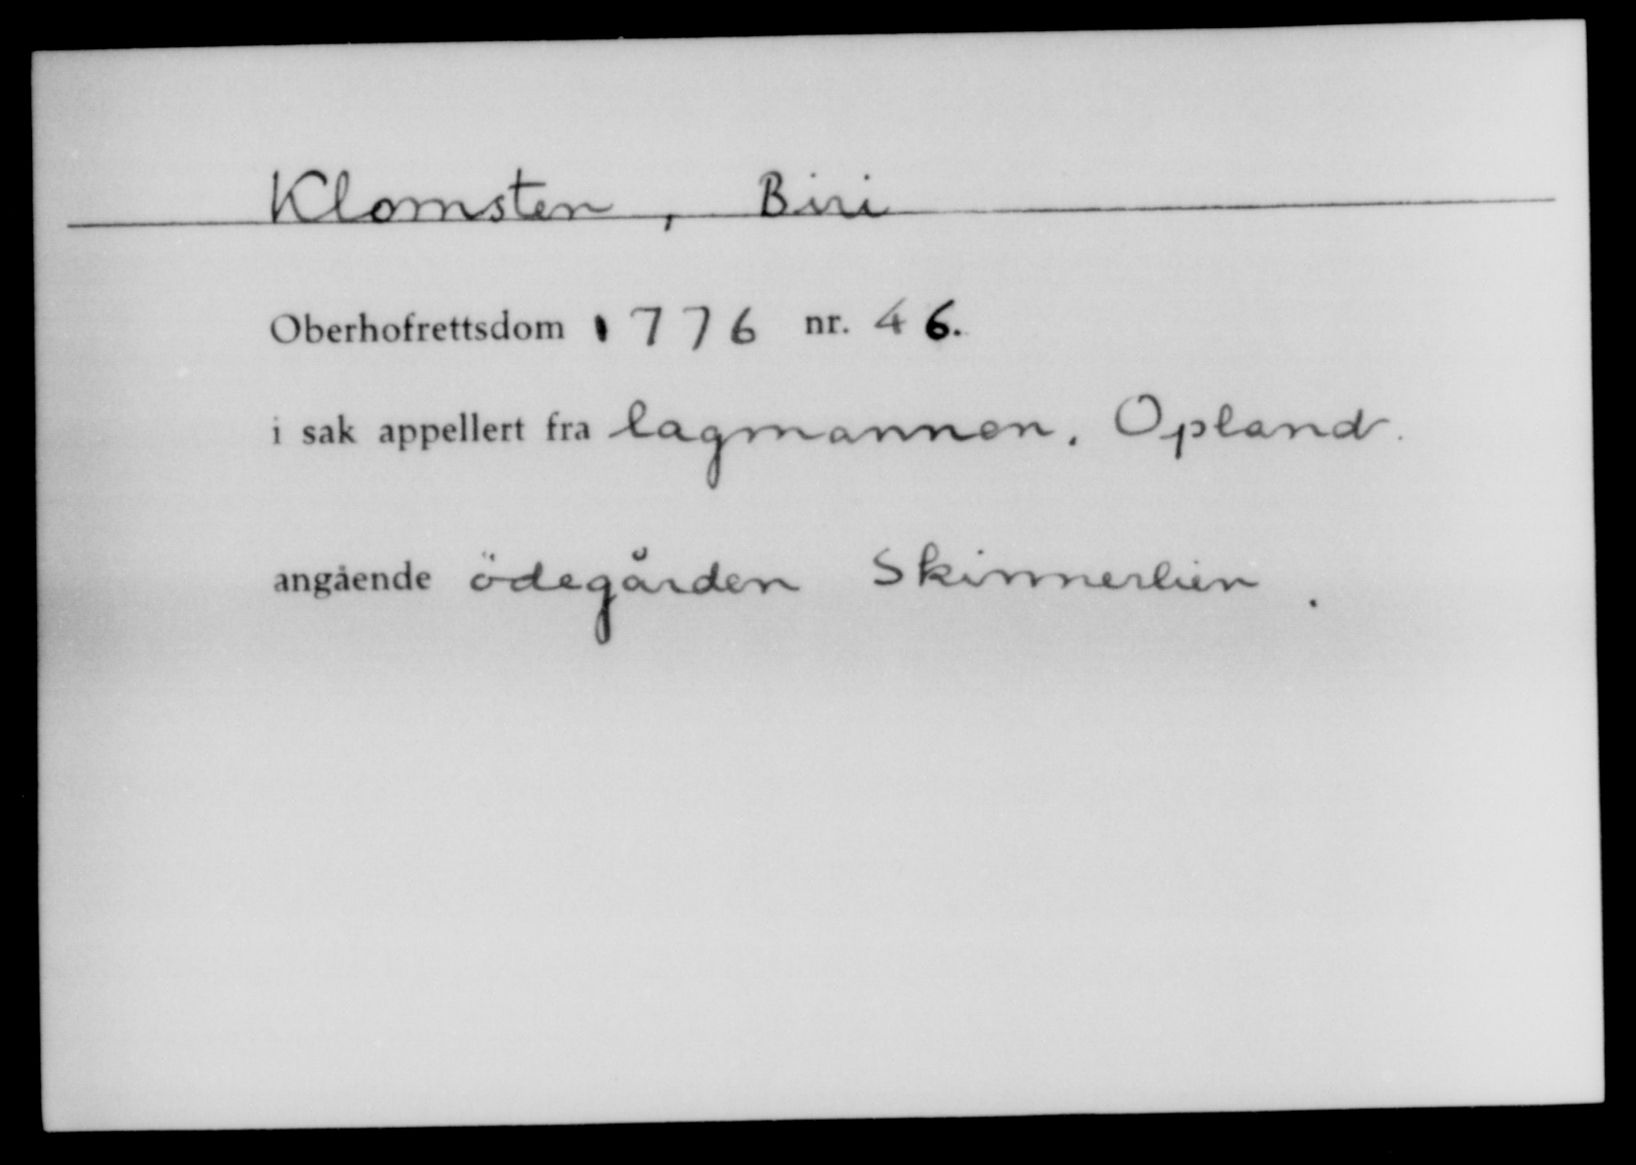 Klomsten, Biri
Oberhofrettsdom 1776 nr. 46.
i sak appellert fra lagmannen, Opland.
angående ödegården Skinnerlien.